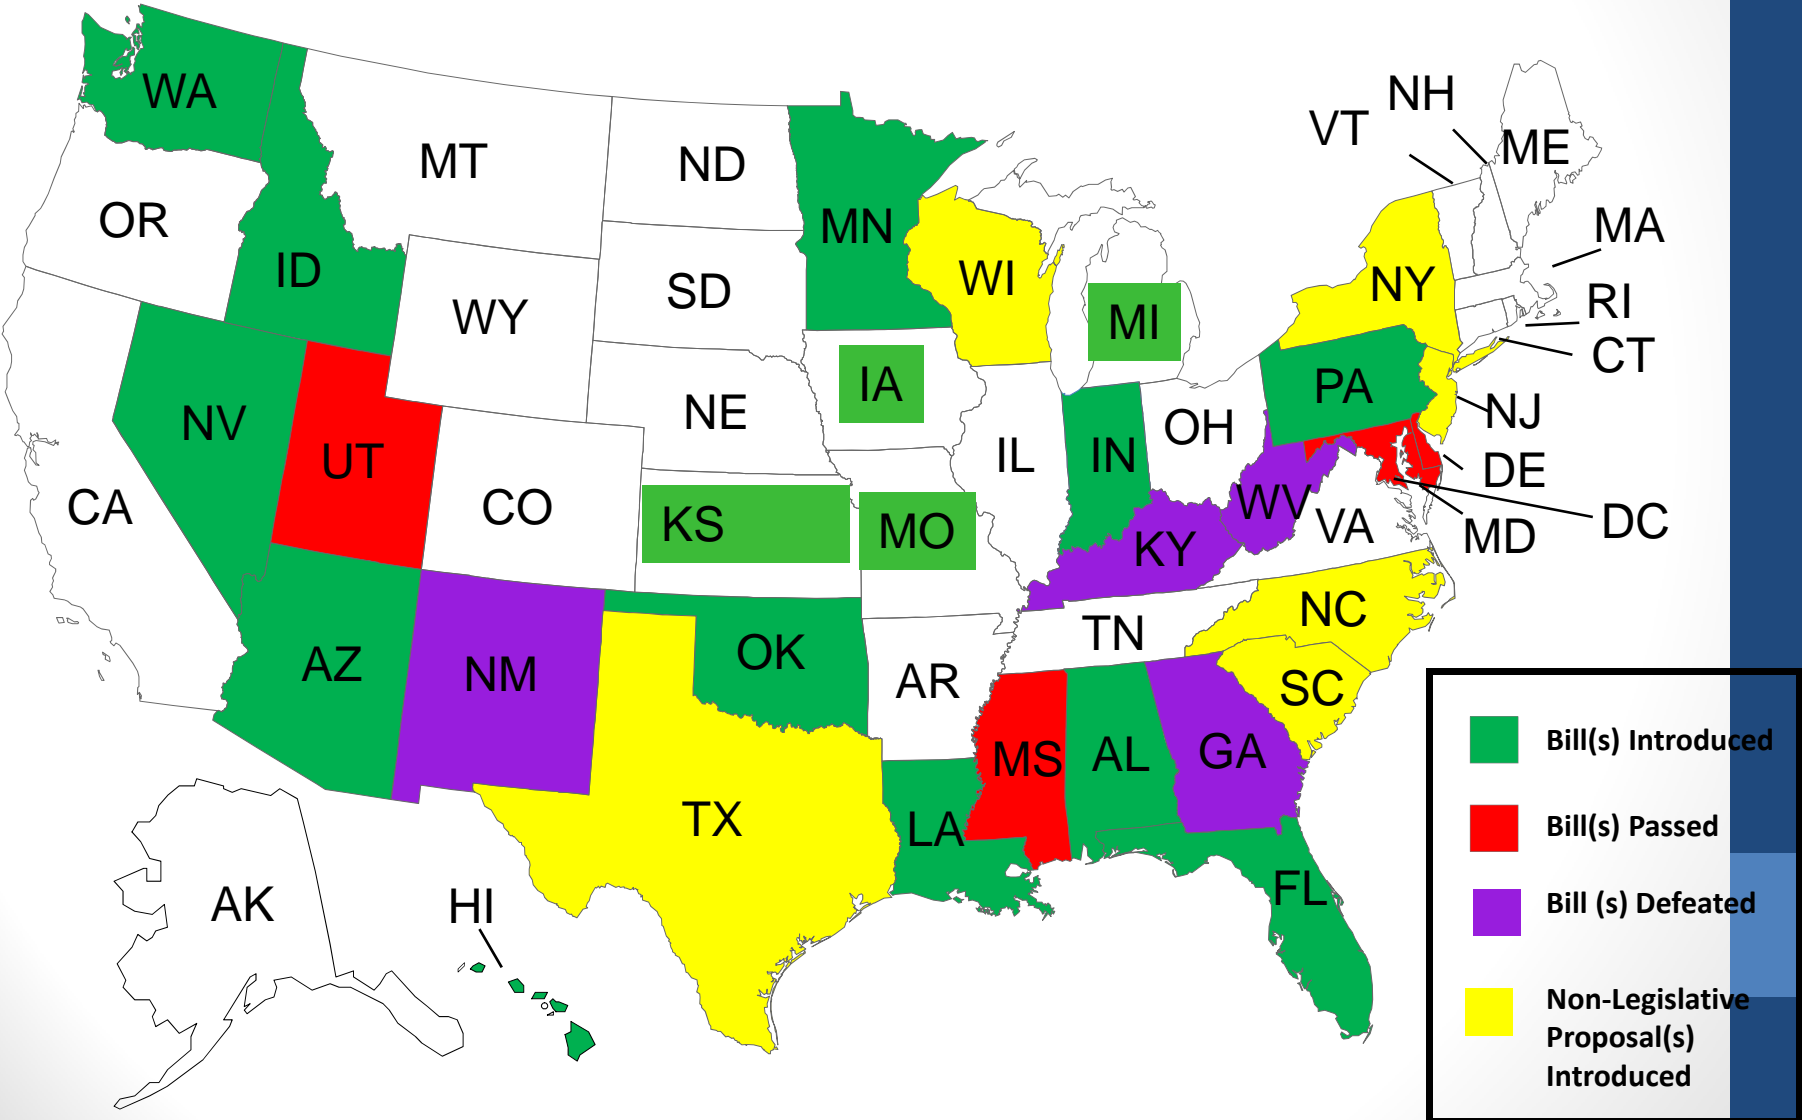 WA
MT
ND
MN
VT
NH
ME
OR
ID
WY
SD
WI
MI
NY
MA
RI
CT
NV
UT
NE
IA
PA
NJ
CA
CO
KS
MO
IL
IN
OH
WV
VA
DE
MD
DC
KY
AZ
NM
OK
AR
TN
NC
SC
TX
LA
MS
AL
GA
FL
AK
HI
Bill(s) Introduced
Bill(s) Passed
Bill (s) Defeated
Non-Legislative
Proposal(s)
Introduced